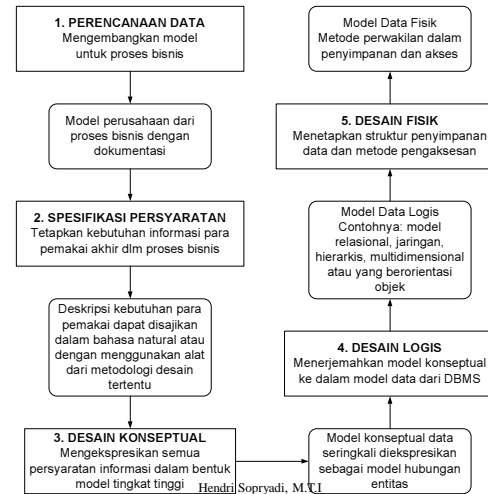 1. PERENCANAAN DATA
Mengembangkan model
untuk proses bisnis
Model perusahaan dari
proses bisnis dengan
dokumentasi
2. SPESIFIKASI PERSYARATAN
Tetapkan kebutuhan informasi para
pemakai akhir dlm proses bisnis
Deskripsi kebutuhan para
pemakai dapat disajikan
dalam bahasa natural atau
dengan menggunakan alat
dari metodologi desain
tertentu
3. DESAIN KONSEPTUAL
Mengekspresikan semua
persyaratan informasi dalam bentuk
model tingkat tinggi
Model konseptual data
seringkali diekspresikan
sebagai model hubungan
entitas
4. DESAIN LOGIS
Menerjemahkan model konseptual
ke dalam model data dari DBMS
Model Data Logis
Contohnya: model
relasional, jaringan,
hierarkis, multidimensional
atau yang berorientasi
objek
5. DESAIN FISIK
Menetapkan struktur penyimpanan
data dan metode pengaksesan
Model Data Fisik
Metode perwakilan dalam
penyimpanan dan akses
Hendri Sopryadi, M.T.I